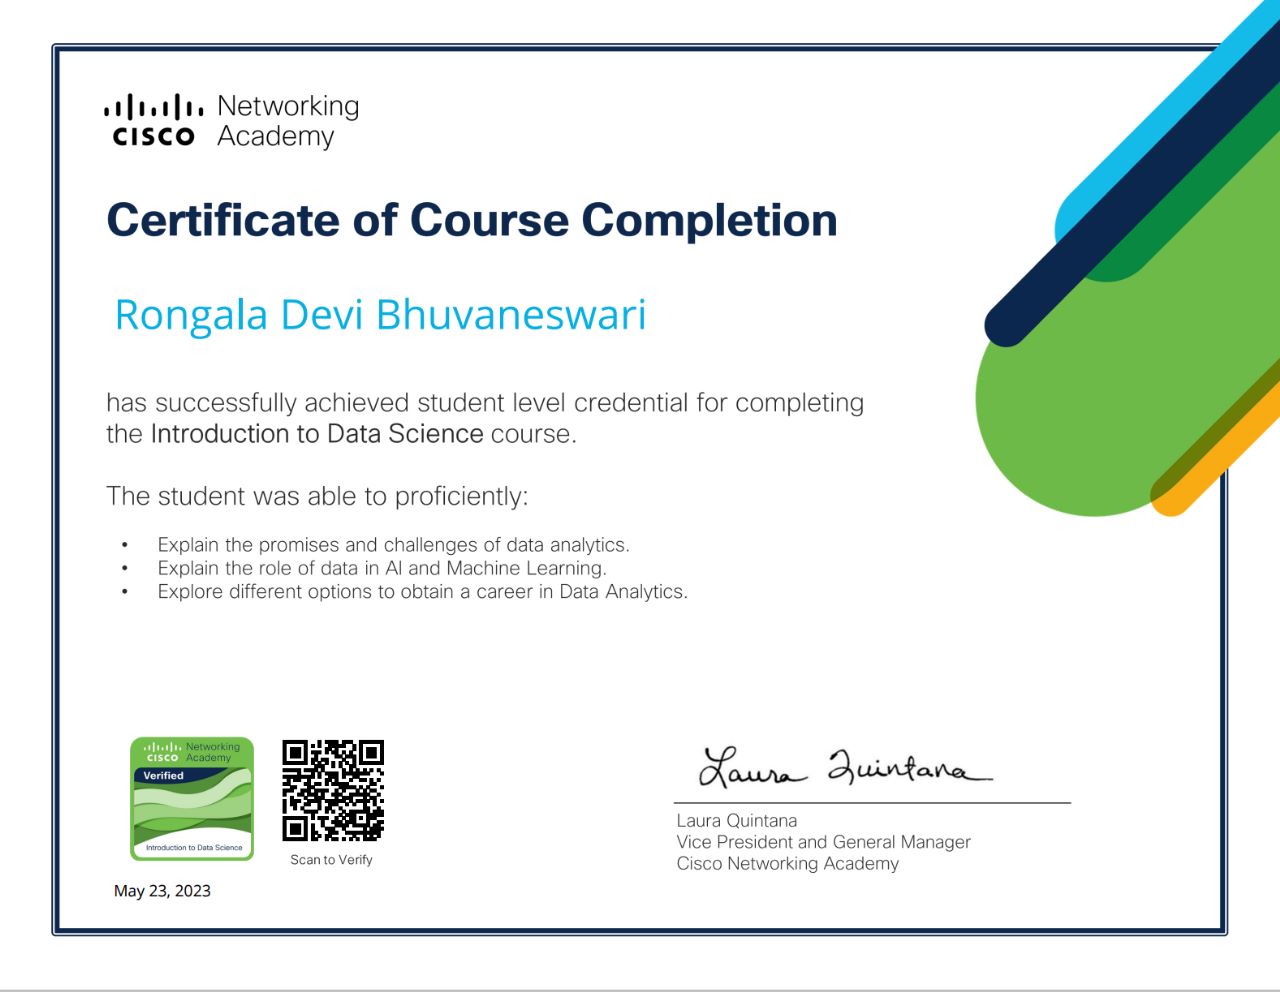 Networking
CISCO Academy
Certificate of Course Completion
Rongala Devi Bhuvaneswari
has successfully achieved student level credential for completing
the Introduction to Data Science course.
The student was able to proficiently:
• Explain the promises and challenges of data analytics.
• Explain the role of data in AI and Machine Learning.
• Explore different options to obtain a career in Data Analytics.
Networking
CISCO Academy
Verified
Introduction to Data Science
Scan to Verify
May 23, 2023
Laura Quintana
Laura Quintana
Vice President and General Manager
Cisco Networking Academy